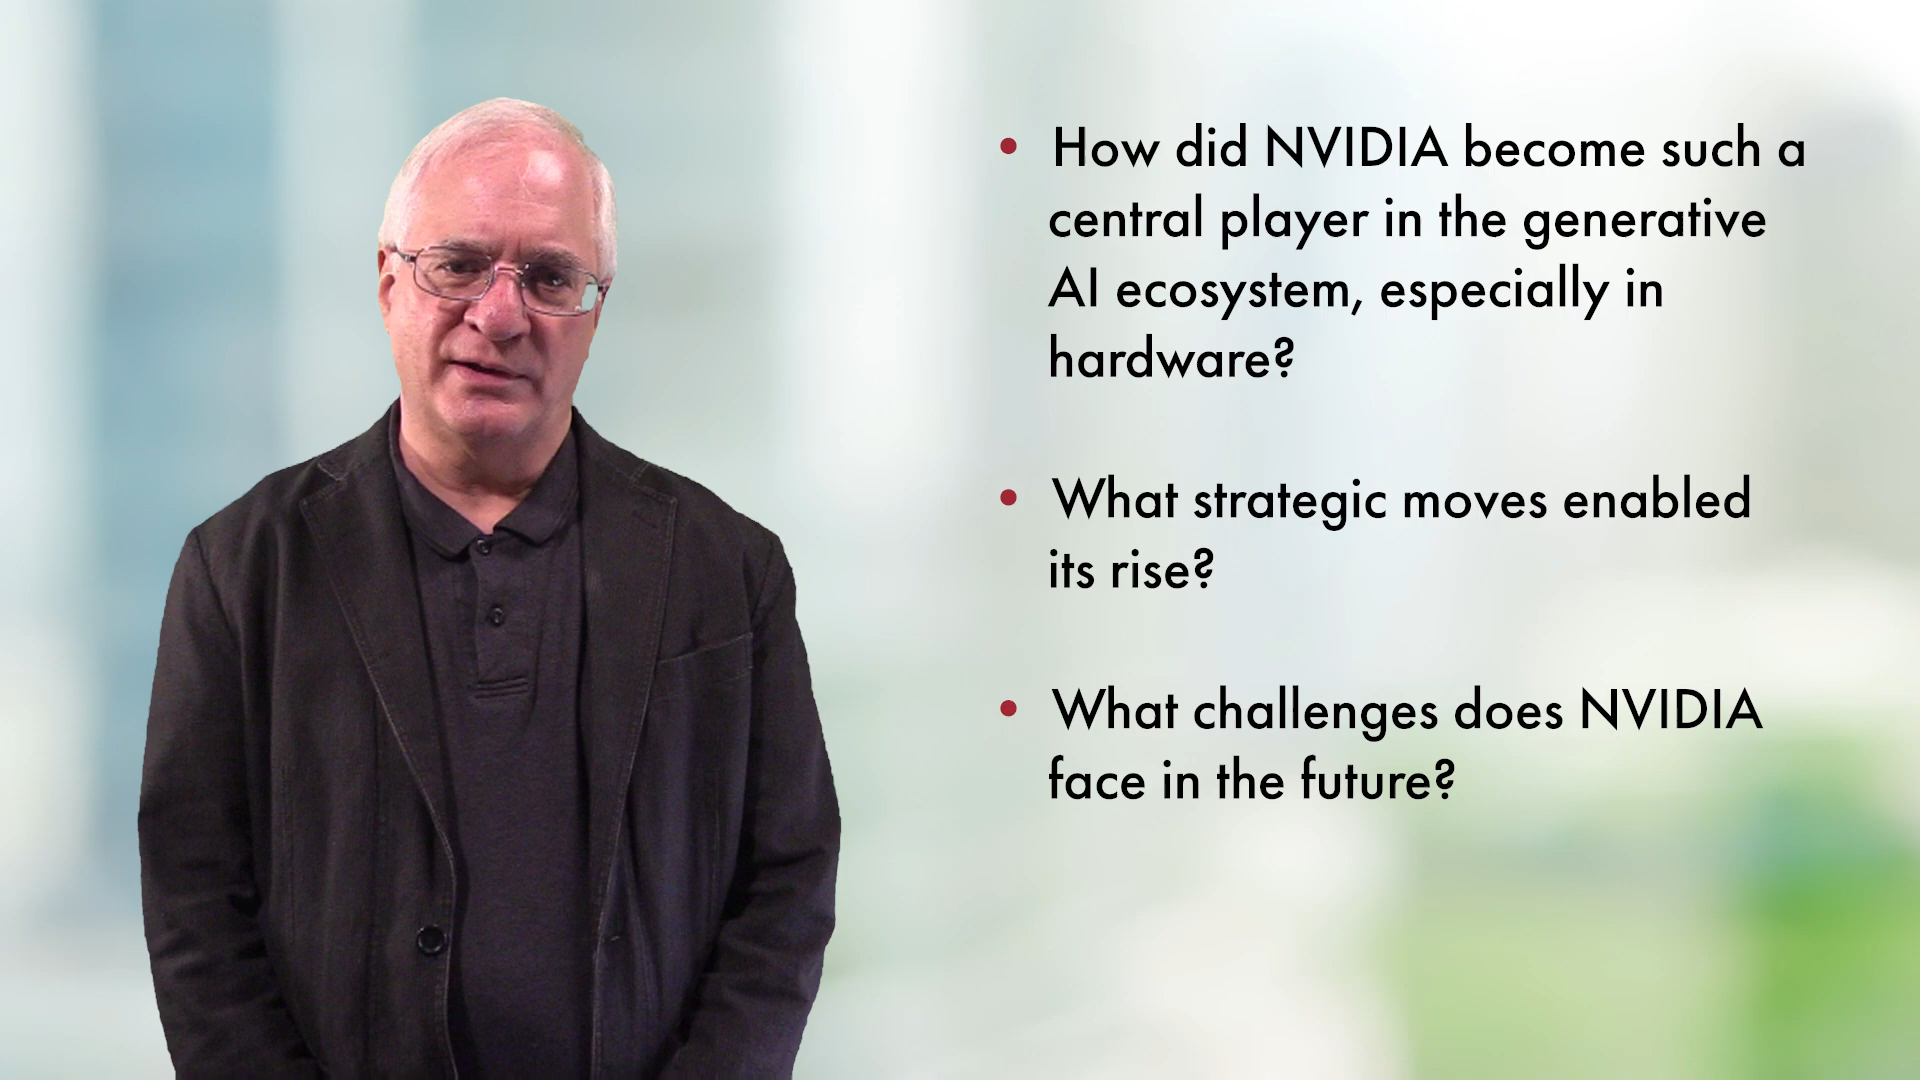 • How did NVIDIA become such a
central player in the generative
AI ecosystem, especially in
hardware?
• What strategic moves enabled
its rise?
• What challenges does NVIDIA
face in the future?